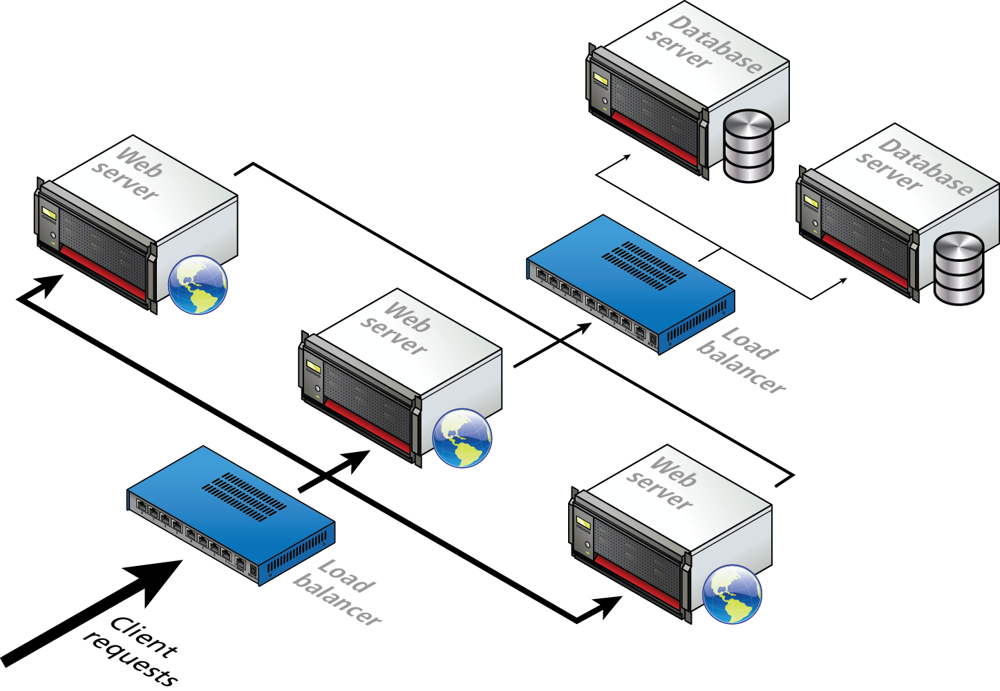 Database
server
Database
server
Web
server
Web
server
Load
balancer
Web
server
Load
balancer
Client
requests